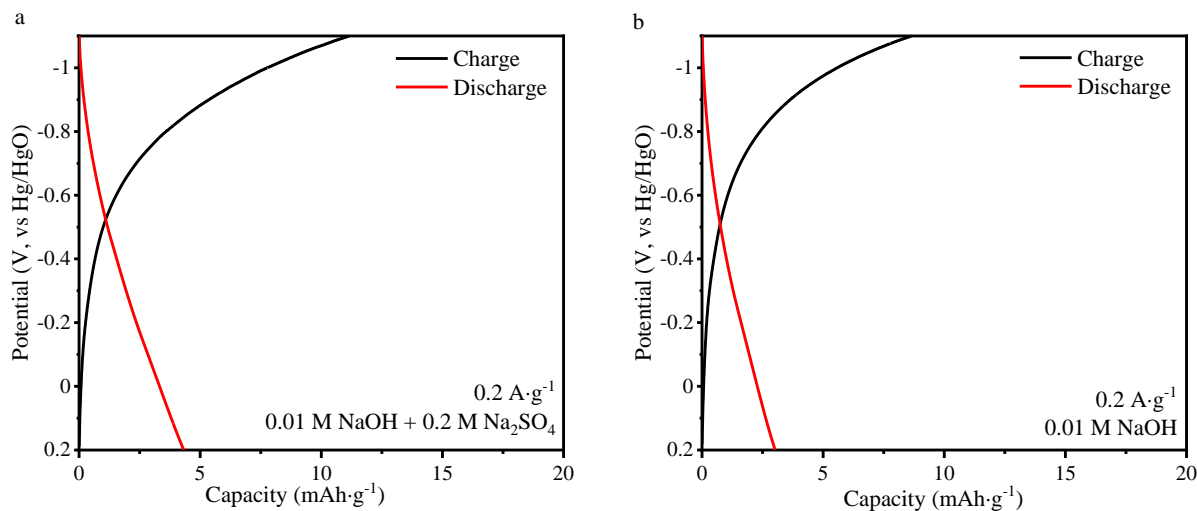 a
Charge
Discharge
-1
-0.8
-0.6
-0.4
-0.2
0
0.2
Potential (V, vs Hg/HgO)
0.2 A·g⁻¹
0.01 M NaOH + 0.2 M Na₂SO₄
0 5 10 15 20
Capacity (mAh·g⁻¹)
b
Charge
Discharge
-1
-0.8
-0.6
-0.4
-0.2
0
0.2
Potential (V, vs Hg/HgO)
0.2 A·g⁻¹
0.01 M NaOH
0 5 10 15 20
Capacity (mAh·g⁻¹)